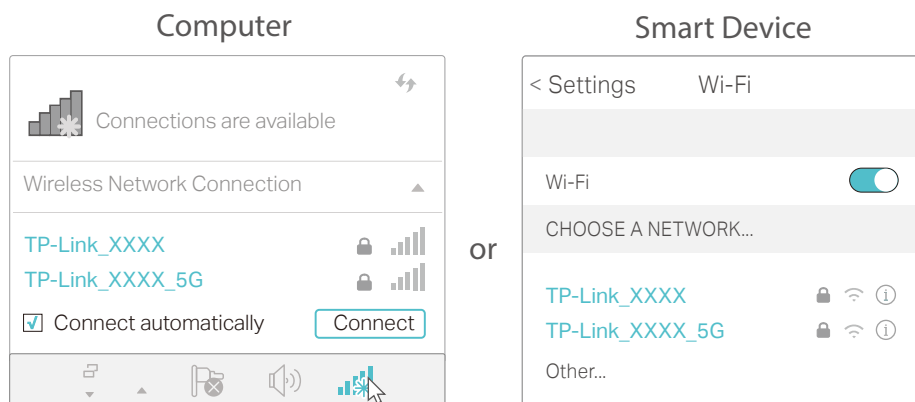 Computer
Connections are available
Wireless Network Connection
TP-Link_XXXX
TP-Link_XXXX_5G
Connect automatically Connect
or
Smart Device
< Settings Wi-Fi
Wi-Fi
CHOOSE A NETWORK...
TP-Link_XXXX
TP-Link_XXXX_5G
Other...